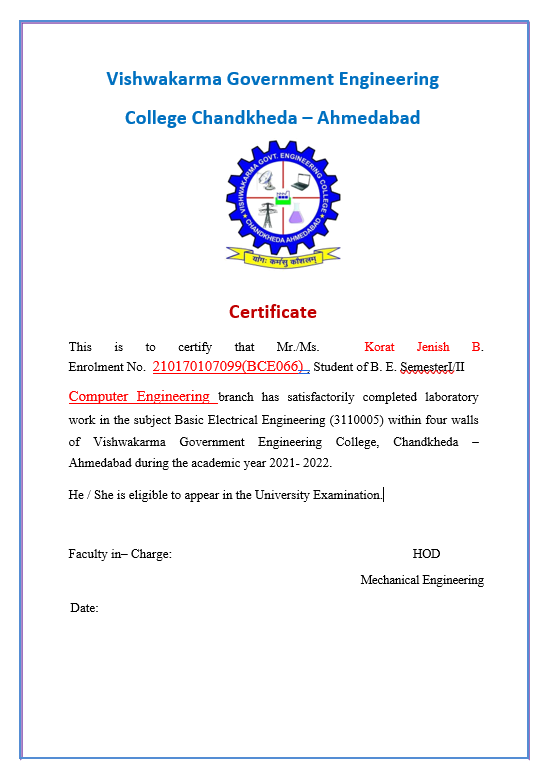 Vishwakarma Government Engineering
College Chandkheda – Ahmedabad
VISHWAKARMA GOVT. ENGINEERING COLLEGE
★ CHANDKHEDA AHMEDABAD ★
योगः कर्मसु कौशलम्
Certificate
This is to certify that Mr./Ms. Korat Jenish B.
Enrolment No. 210170107099(BCE066) , Student of B. E. SemesterI/II
Computer Engineering branch has satisfactorily completed laboratory
work in the subject Basic Electrical Engineering (3110005) within four walls
of Vishwakarma Government Engineering College, Chandkheda –
Ahmedabad during the academic year 2021- 2022.
He / She is eligible to appear in the University Examination.
Faculty in– Charge: HOD
Mechanical Engineering
Date: